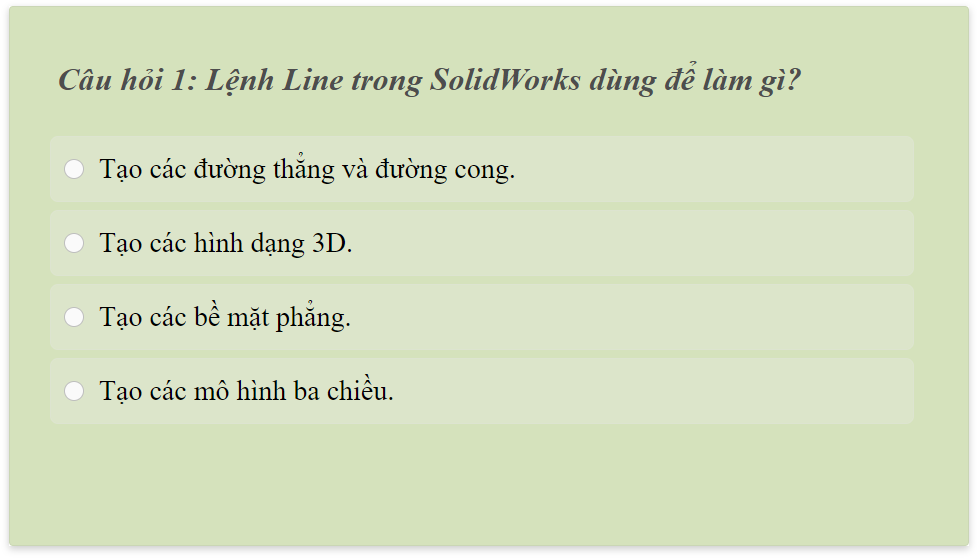 Câu hỏi 1: Lệnh Line trong SolidWorks dùng để làm gì?
Tạo các đường thẳng và đường cong.
Tạo các hình dạng 3D.
Tạo các bề mặt phẳng.
Tạo các mô hình ba chiều.